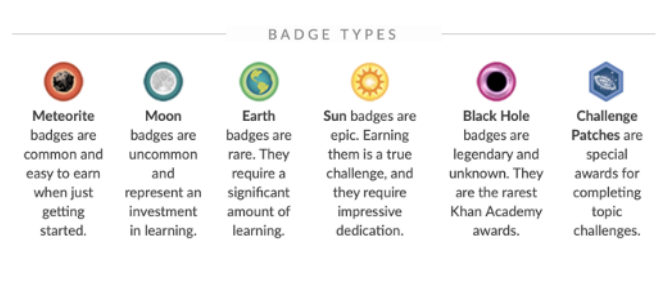 BADGE TYPES
Meteorite
badges are
common and
easy to earn
when just
getting
started.
Moon
badges are
uncommon
and
represent an
investment
in learning.
Earth
badges are
rare. They
require a
significant
amount of
learning.
Sun badges are
epic. Earning
them is a true
challenge, and
they require
impressive
dedication.
Black Hole
badges are
legendary and
unknown. They
are the rarest
Khan Academy
awards.
Challenge
Patches are
special
awards for
completing
topic
challenges.